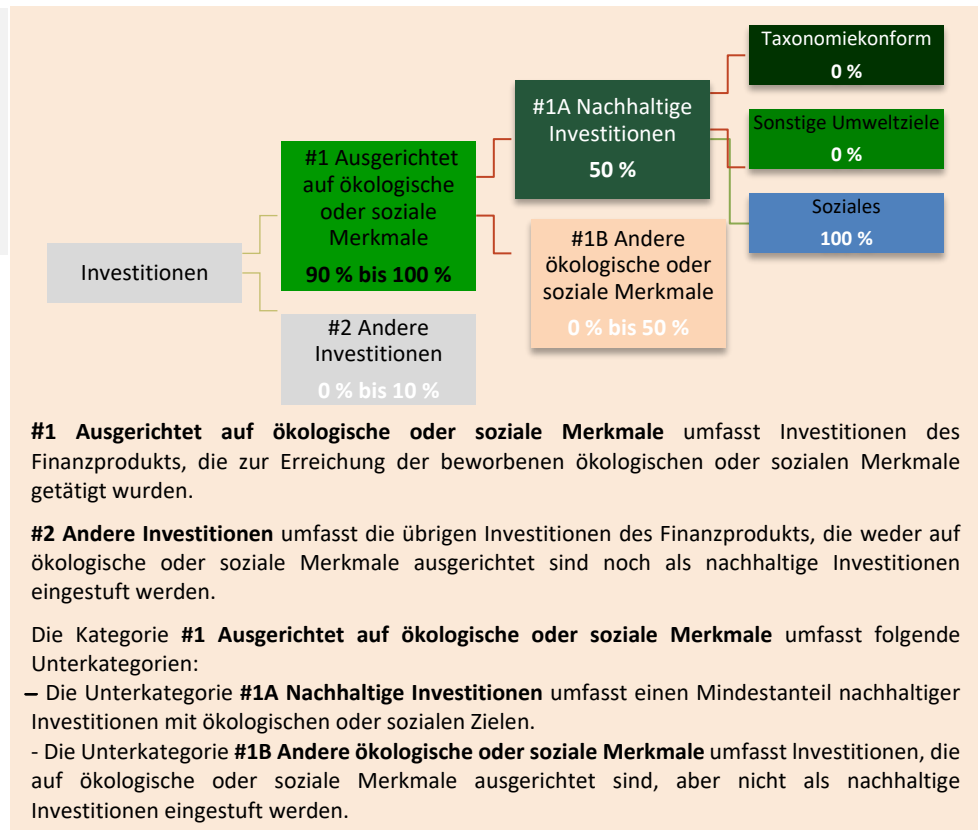 Investitionen
#1 Ausgerichtet
auf ökologische
oder soziale
Merkmale
90 % bis 100 %
#2 Andere
Investitionen
0 % bis 10 %
#1A Nachhaltige
Investitionen
50 %
#1B Andere
ökologische oder
soziale Merkmale
0 % bis 50 %
Taxonomiekonform
0 %
Sonstige Umweltziele
0 %
Soziales
100 %
#1 Ausgerichtet auf ökologische oder soziale Merkmale umfasst Investitionen des
Finanzprodukts, die zur Erreichung der beworbenen ökologischen oder sozialen Merkmale
getätigt wurden.
#2 Andere Investitionen umfasst die übrigen Investitionen des Finanzprodukts, die weder auf
ökologische oder soziale Merkmale ausgerichtet sind noch als nachhaltige Investitionen
eingestuft werden.
Die Kategorie #1 Ausgerichtet auf ökologische oder soziale Merkmale umfasst folgende
Unterkategorien:
– Die Unterkategorie #1A Nachhaltige Investitionen umfasst einen Mindestanteil nachhaltiger
Investitionen mit ökologischen oder sozialen Zielen.
- Die Unterkategorie #1B Andere ökologische oder soziale Merkmale umfasst Investitionen, die
auf ökologische oder soziale Merkmale ausgerichtet sind, aber nicht als nachhaltige
Investitionen eingestuft werden.